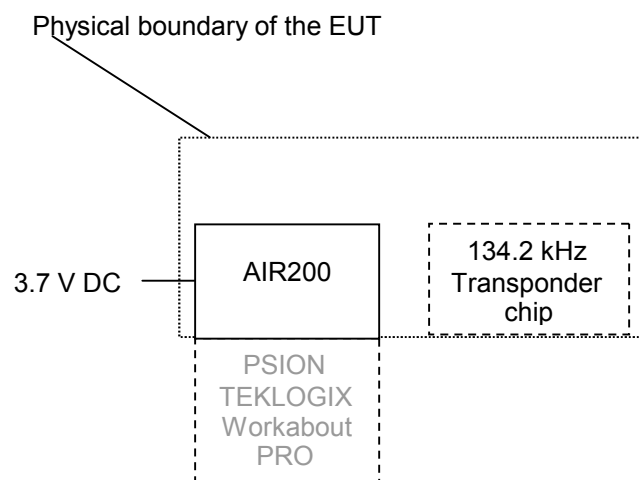 Physical boundary of the EUT
3.7 V DC
AIR200
134.2 kHz
Transponder
chip
PSION
TEKLOGIX
Workabout
PRO